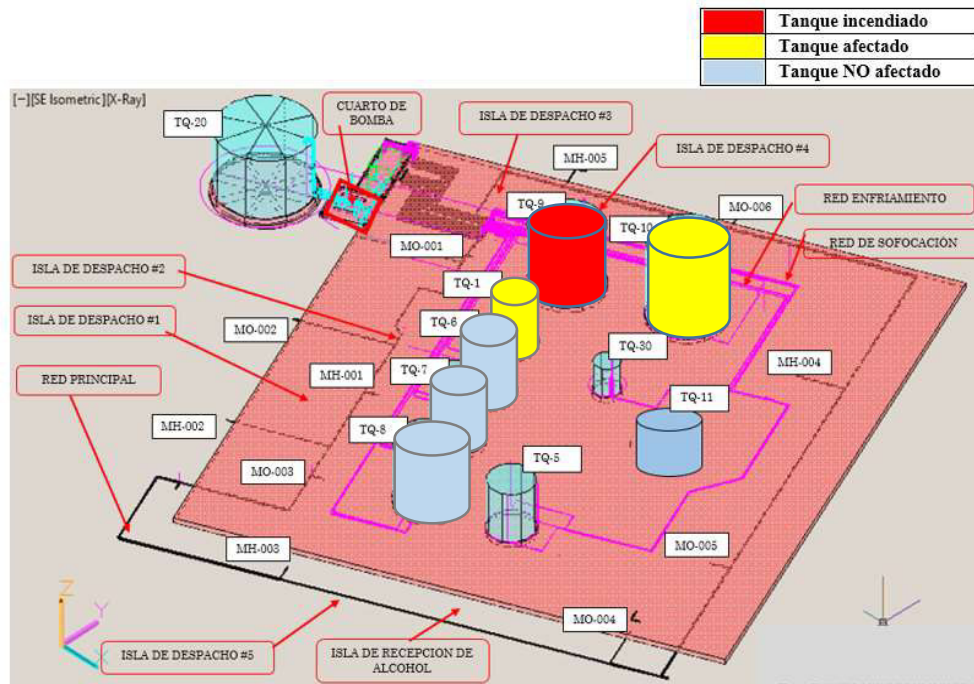 Tanque incendiado
Tanque afectado
Tanque NO afectado
[−][SE Isometric][X-Ray]
TQ-20
CUARTO DE
BOMBA
ISLA DE DESPACHO #3
MH-005
ISLA DE DESPACHO #4
TQ-9
MO-006
RED ENFRIAMIENTO
TQ-10
MO-001
RED DE SOFOCACIÓN
ISLA DE DESPACHO #2
TQ-1
ISLA DE DESPACHO #1
MO-002
TQ-6
TQ-30
RED PRINCIPAL
MH-001
TQ-7
MH-004
TQ-11
MH-002
TQ-8
MO-003
TQ-5
MH-003
MO-005
MO-004
ISLA DE DESPACHO #5
ISLA DE RECEPCION DE
ALCOHOL
Z
Y
X